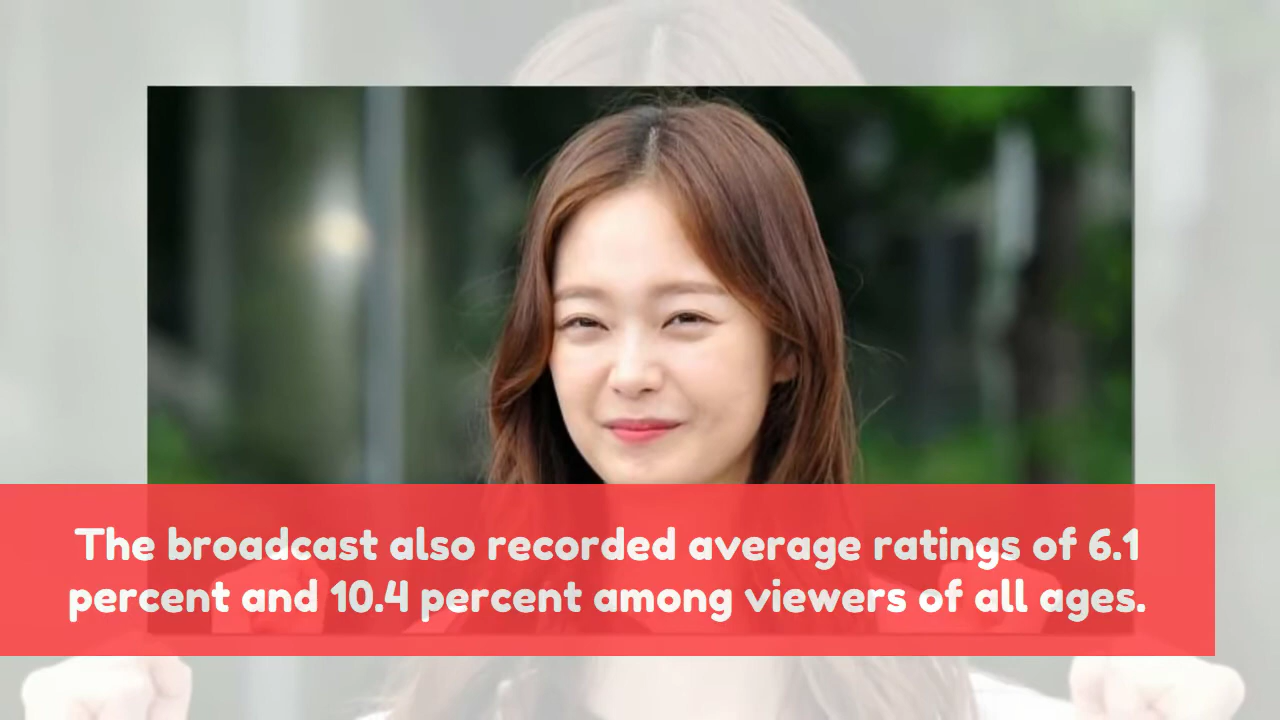 The broadcast also recorded average ratings of 6.1
percent and 10.4 percent among viewers of all ages.